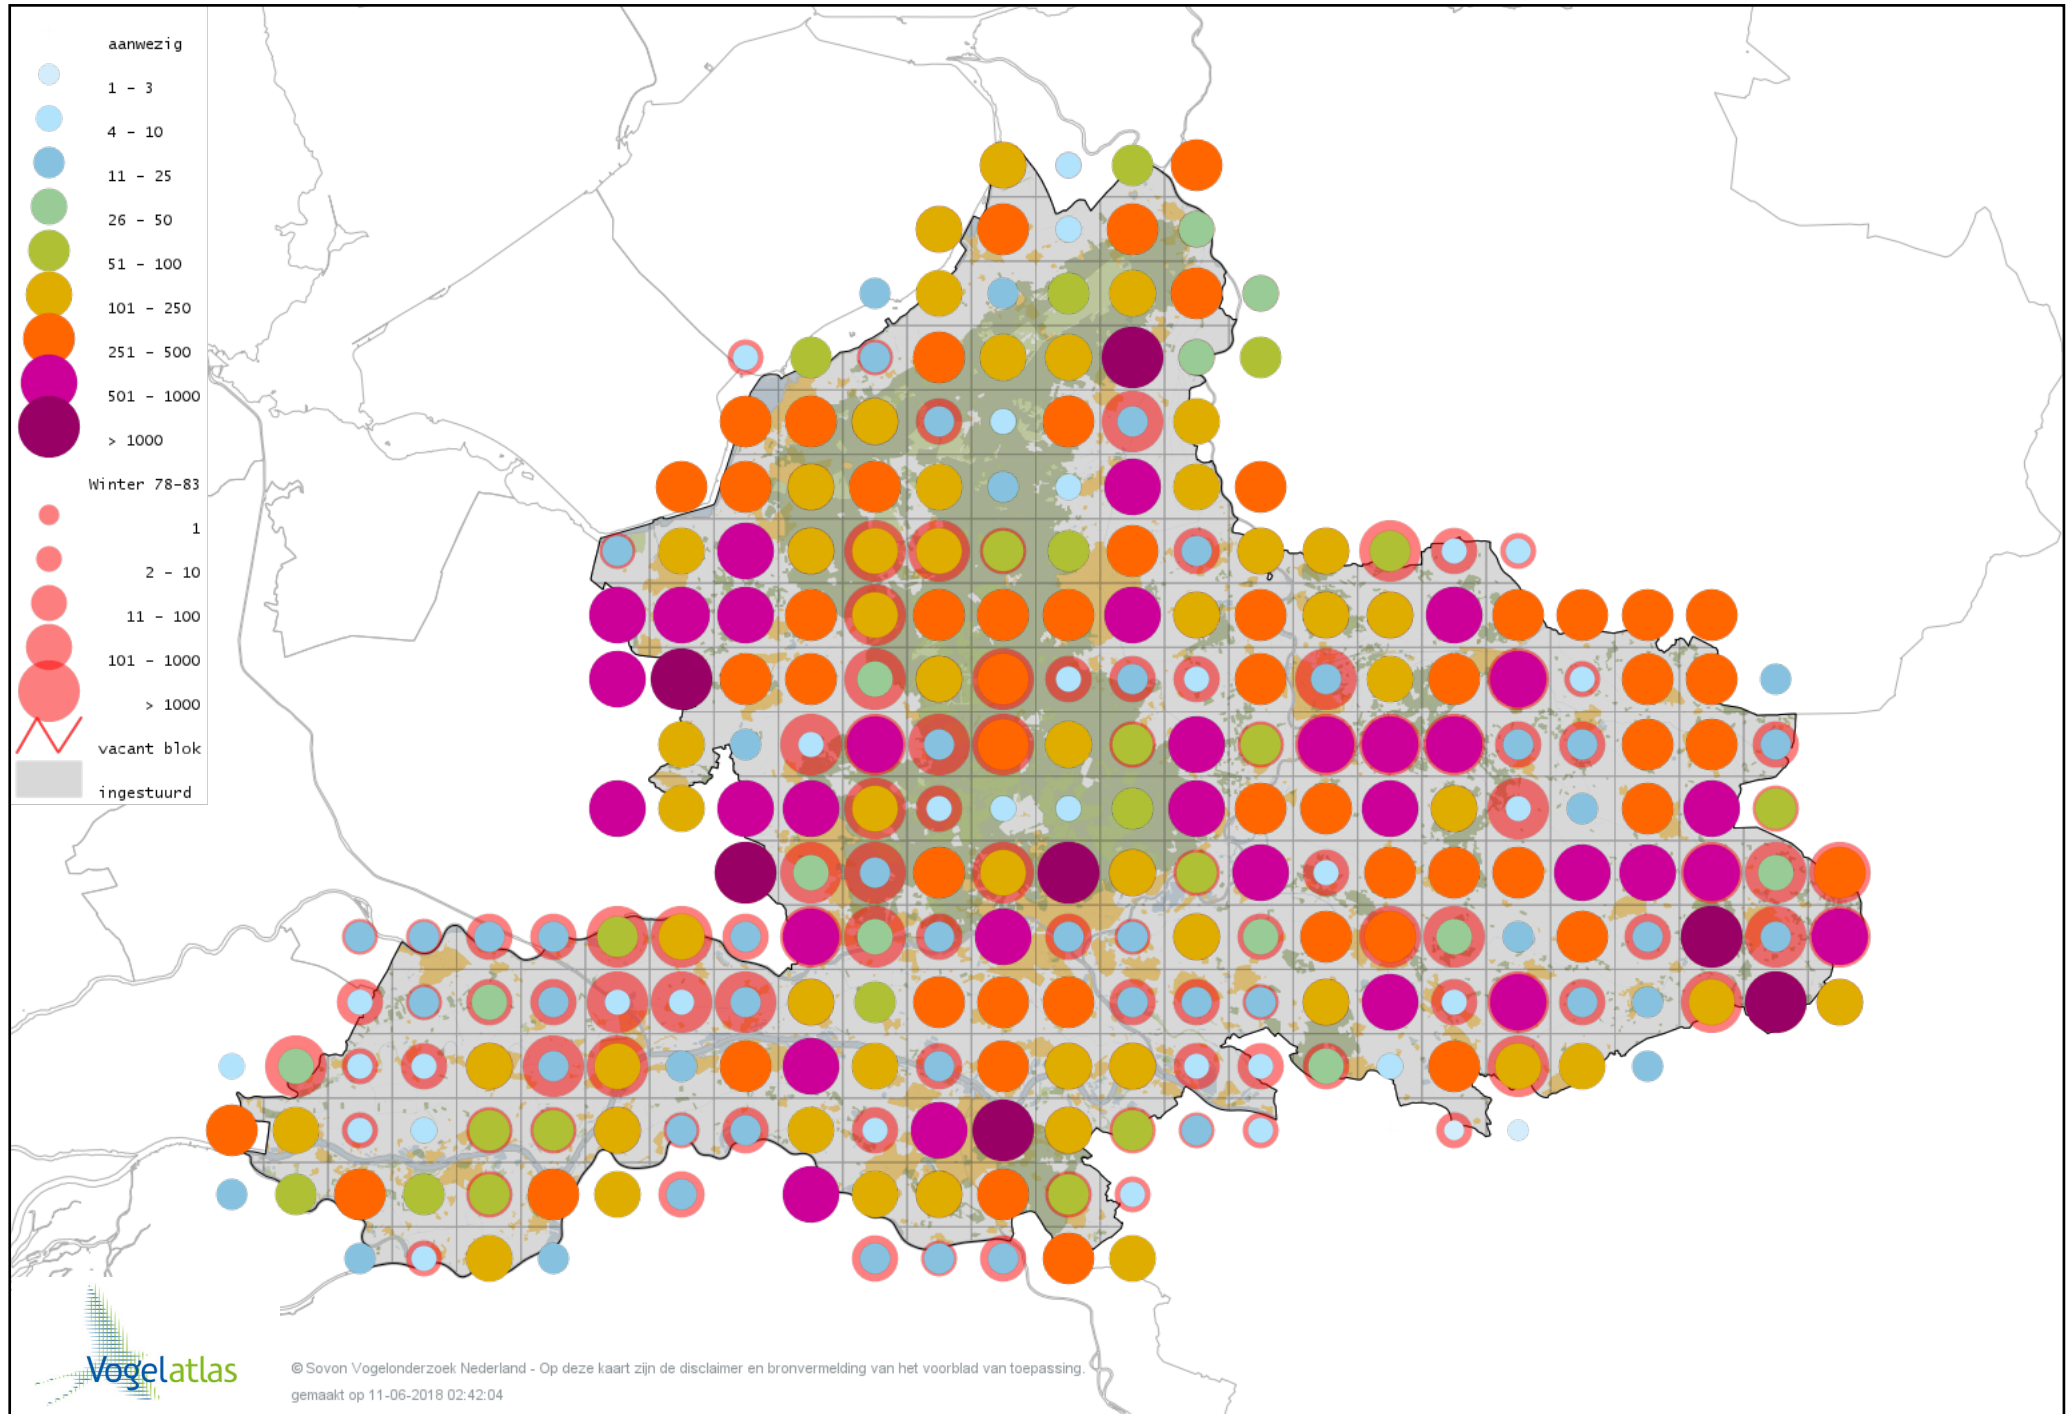 aanwezig
1 - 3
4 - 10
11 - 25
26 - 50
51 - 100
101 - 250
251 - 500
501 - 1000
> 1000
Winter 78-83
1
2 - 10
11 - 100
101 - 1000
> 1000
vacant blok
ingestuurd
Vogelatlas
© Sovon Vogelonderzoek Nederland - Op deze kaart zijn de disclaimer en bronvermelding van het voorblad van toepassing.
gemaakt op 11-06-2018 02:42:04